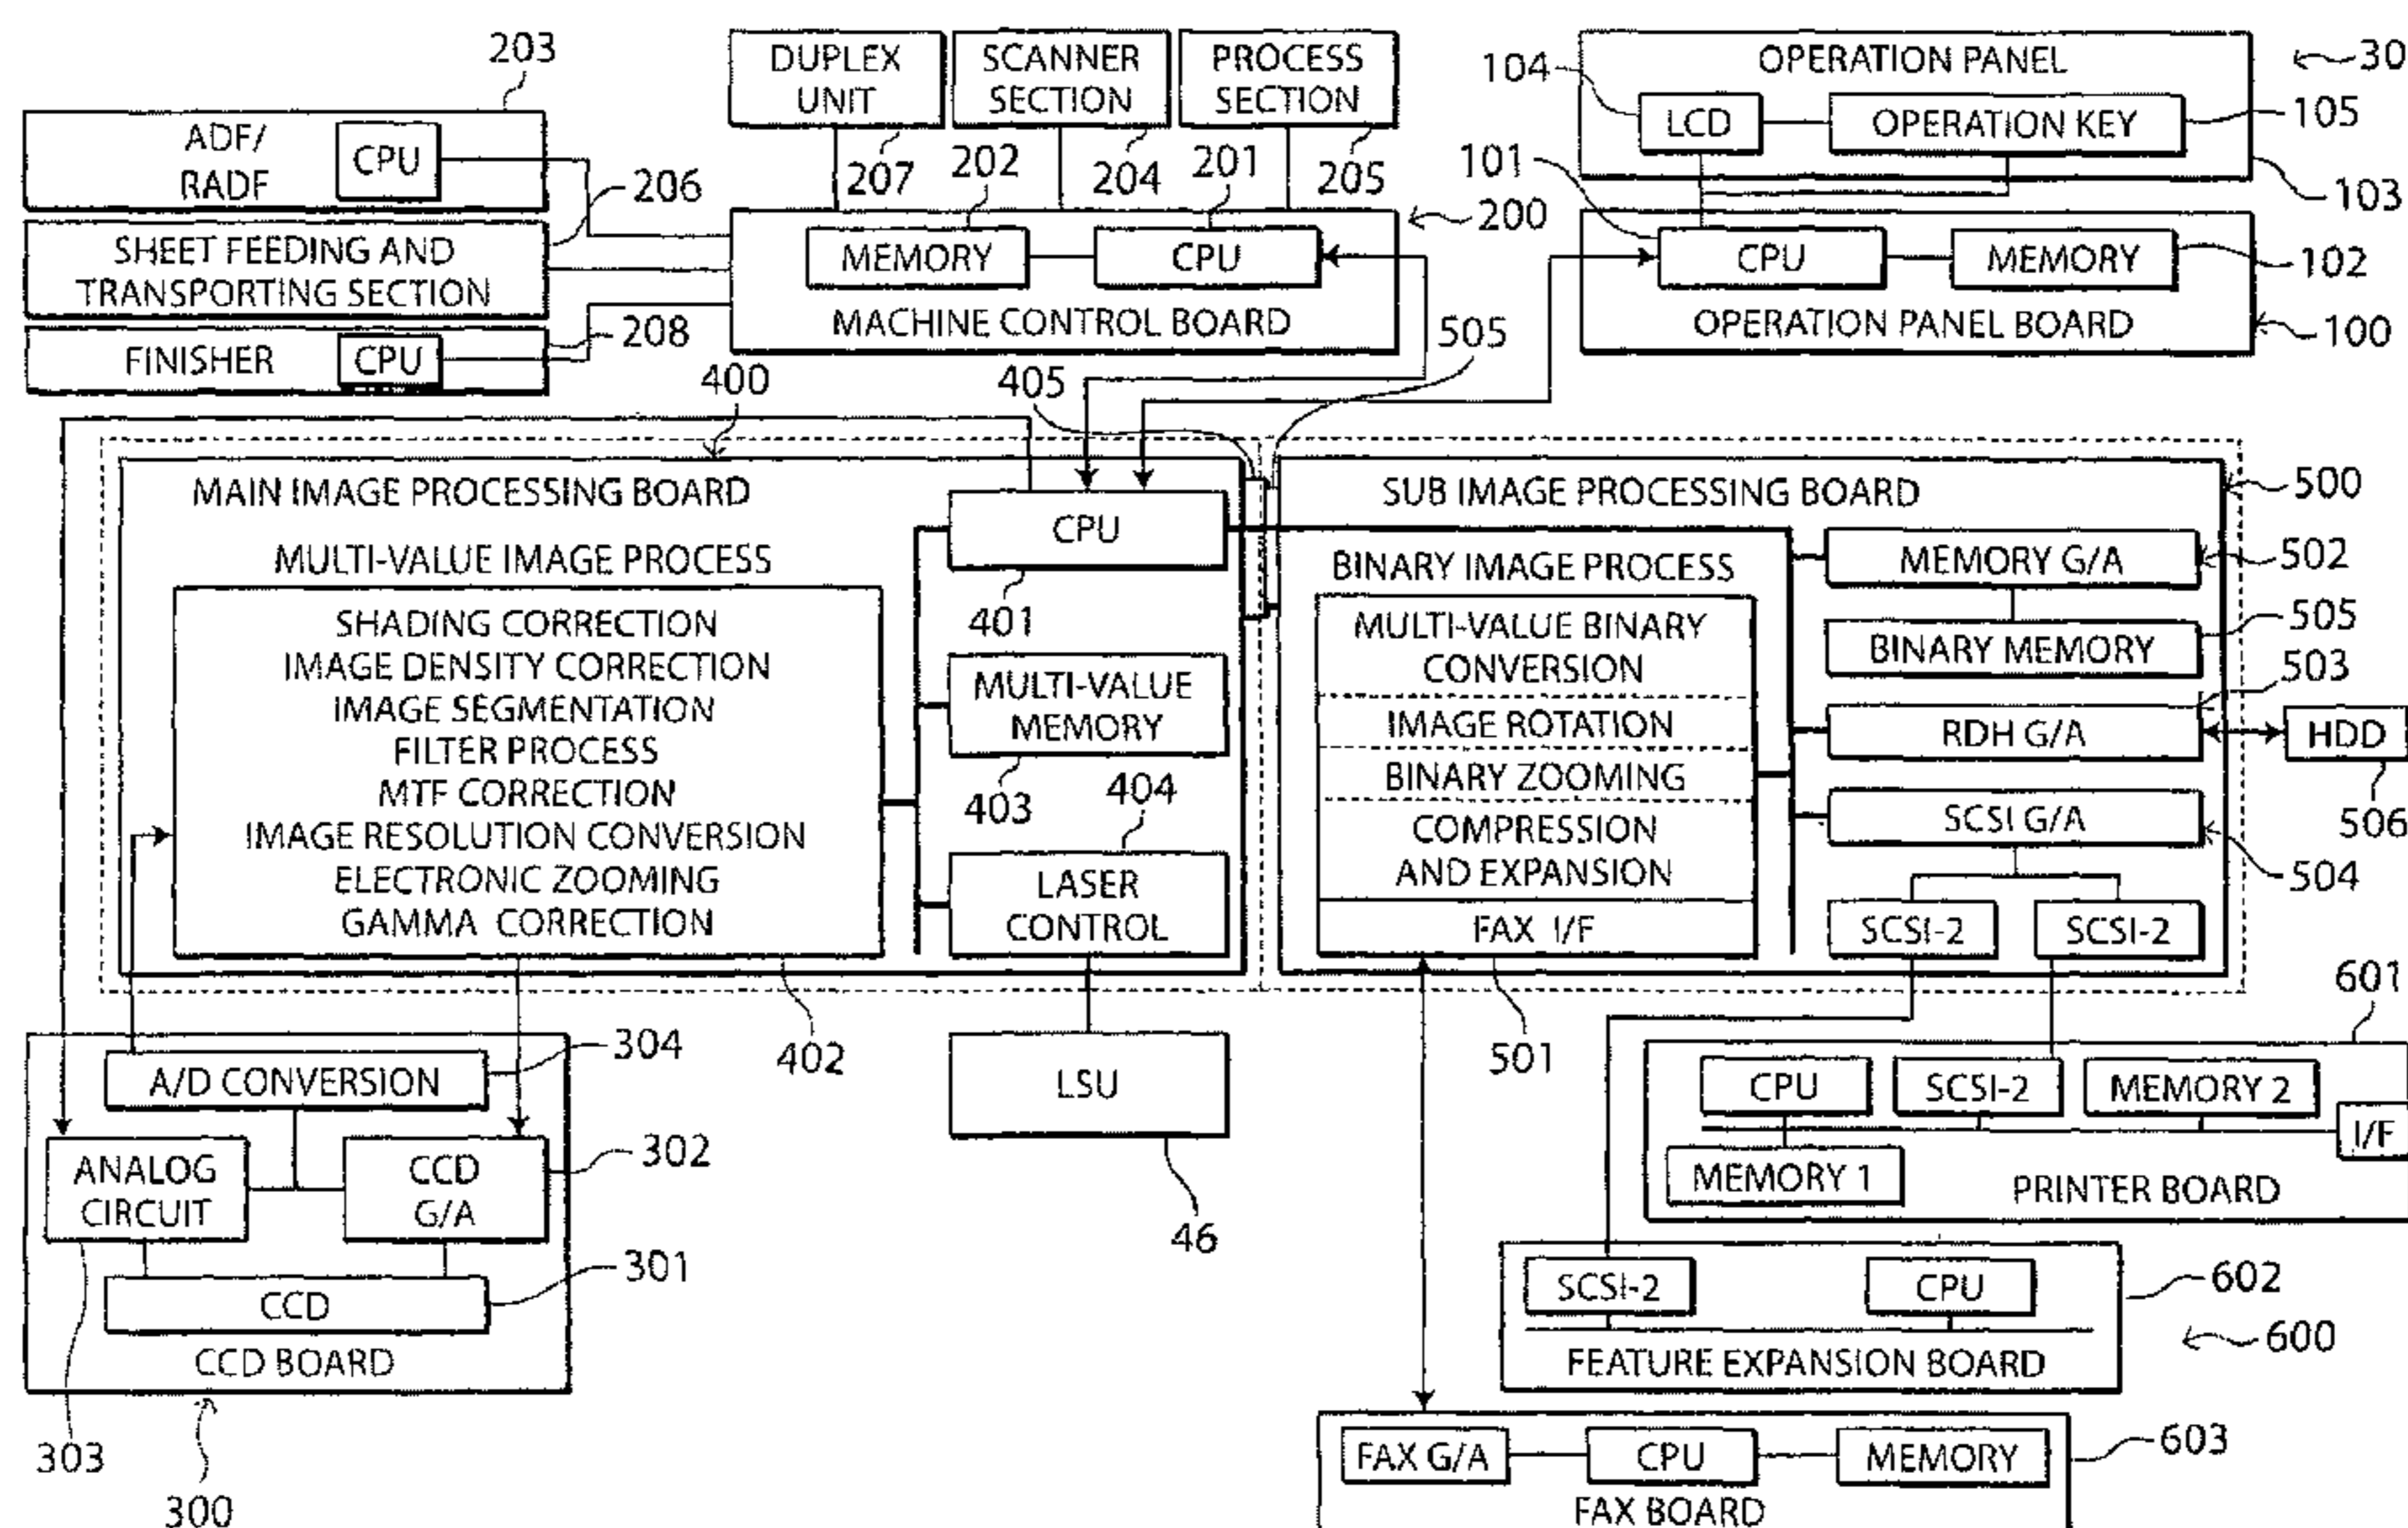 203
DUPLEX
UNIT
SCANNER
SECTION
PROCESS
SECTION
OPERATION PANEL
30
104
LCD
OPERATION KEY
105
ADF/
RADF
CPU
206
207
202
204
201
205
101
103
SHEET FEEDING AND
TRANSPORTING SECTION
MEMORY
CPU
200
MACHINE CONTROL BOARD
CPU
MEMORY
102
OPERATION PANEL BOARD
100
FINISHER
CPU
208
400
405
505
MAIN IMAGE PROCESSING BOARD
MULTI-VALUE IMAGE PROCESS
SHADING CORRECTION
IMAGE DENSITY CORRECTION
IMAGE SEGMENTATION
FILTER PROCESS
MTF CORRECTION
IMAGE RESOLUTION CONVERSION
ELECTRONIC ZOOMING
GAMMA CORRECTION
CPU
401
MULTI-VALUE
MEMORY
403
404
LASER
CONTROL
SUB IMAGE PROCESSING BOARD
500
BINARY IMAGE PROCESS
MULTI-VALUE BINARY
CONVERSION
IMAGE ROTATION
BINARY ZOOMING
COMPRESSION
AND EXPANSION
FAX I/F
MEMORY G/A
502
BINARY MEMORY
505
503
RDH G/A
HDD
506
SCSI G/A
504
SCSI-2
SCSI-2
402
501
601
304
A/D CONVERSION
ANALOG
CIRCUIT
CCD
G/A
302
CCD
301
CCD BOARD
303
300
LSU
46
CPU
SCSI-2
MEMORY 2
I/F
MEMORY 1
PRINTER BOARD
SCSI-2
CPU
602
FEATURE EXPANSION BOARD
600
FAX G/A
CPU
MEMORY
603
FAX BOARD